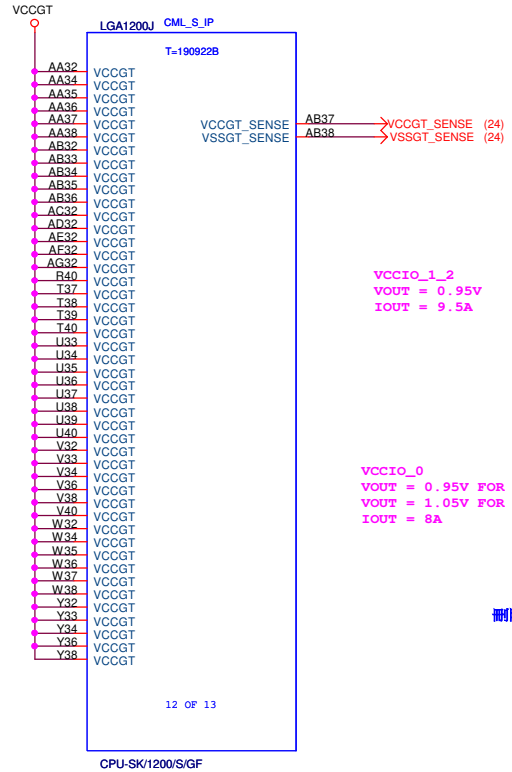 VCCGT
LGA1200J CML_S_IP
T=190922B
AA32 VCCGT
AA34 VCCGT
AA35 VCCGT
AA36 VCCGT
AA37 VCCGT VCCGT_SENSE AB37 VCCGT_SENSE (24)
AA38 VCCGT VSSGT_SENSE AB38 VSSGT_SENSE (24)
AB32 VCCGT
AB33 VCCGT
AB34 VCCGT
AB35 VCCGT
AB36 VCCGT
AC32 VCCGT
AD32 VCCGT
AE32 VCCGT
AF32 VCCGT
AG32 VCCGT
R40 VCCGT
T37 VCCGT
T38 VCCGT
T39 VCCGT
T40 VCCGT
U33 VCCGT
U34 VCCGT
U35 VCCGT
U36 VCCGT
U37 VCCGT
U38 VCCGT
U39 VCCGT
U40 VCCGT
V32 VCCGT
V33 VCCGT
V34 VCCGT
V36 VCCGT
V38 VCCGT
V40 VCCGT
W32 VCCGT
W34 VCCGT
W35 VCCGT
W36 VCCGT
W37 VCCGT
W38 VCCGT
Y32 VCCGT
Y33 VCCGT
Y34 VCCGT
Y36 VCCGT
Y38 VCCGT
VCCIO_1_2
VOUT = 0.95V
IOUT = 9.5A
VCCIO_0
VOUT = 0.95V FOR
VOUT = 1.05V FOR
IOUT = 8A
12 OF 13
CPU-SK/1200/S/GF